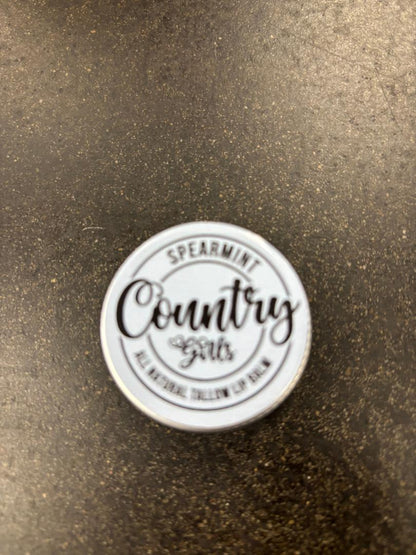 SPEARMINT
Country
Girls
ALL NATURAL TALLOW LIP BALM